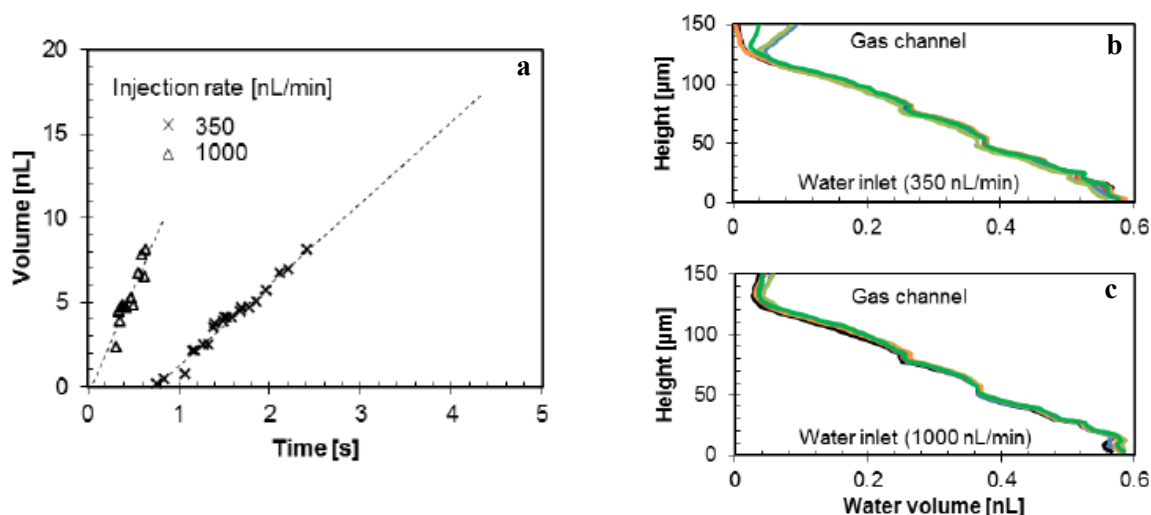 20
15
10
5
0
Volume [nL]
a
Injection rate [nL/min]
× 350
△ 1000
0 1 2 3 4 5
Time [s]
150
100
50
0
Height [µm]
b
Gas channel
Water inlet (350 nL/min)
0 0.2 0.4 0.6
150
100
50
0
Height [µm]
c
Gas channel
Water inlet (1000 nL/min)
0 0.2 0.4 0.6
Water volume [nL]